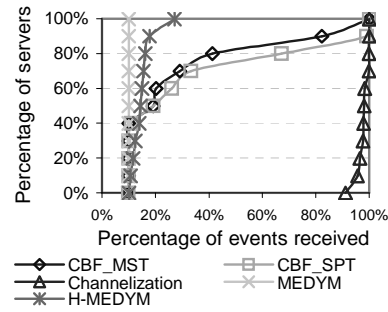 Percentage of servers
100%
80%
60%
40%
20%
0%
0% 20% 40% 60% 80% 100%
Percentage of events received
CBF_MST CBF_SPT
Channelization MEDYM
H-MEDYM